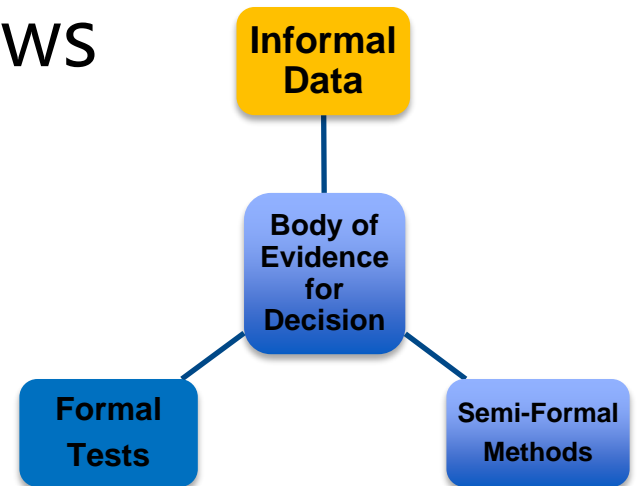 ws
Informal
Data
Body of
Evidence
for
Decision
Formal
Tests
Semi-Formal
Methods